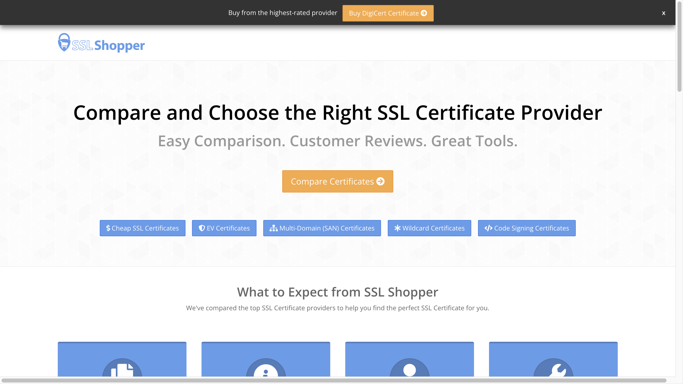 Buy from the highest-rated provider
Buy DigiCert Certificate
x
SSLShopper
Compare and Choose the Right SSL Certificate Provider
Easy Comparison. Customer Reviews. Great Tools.
Compare Certificates
Cheap SSL Certificates
EV Certificates
Multi-Domain (SAN) Certificates
Wildcard Certificates
Code Signing Certificates
What to Expect from SSL Shopper
We've compared the top SSL Certificate providers to help you find the perfect SSL Certificate for you.